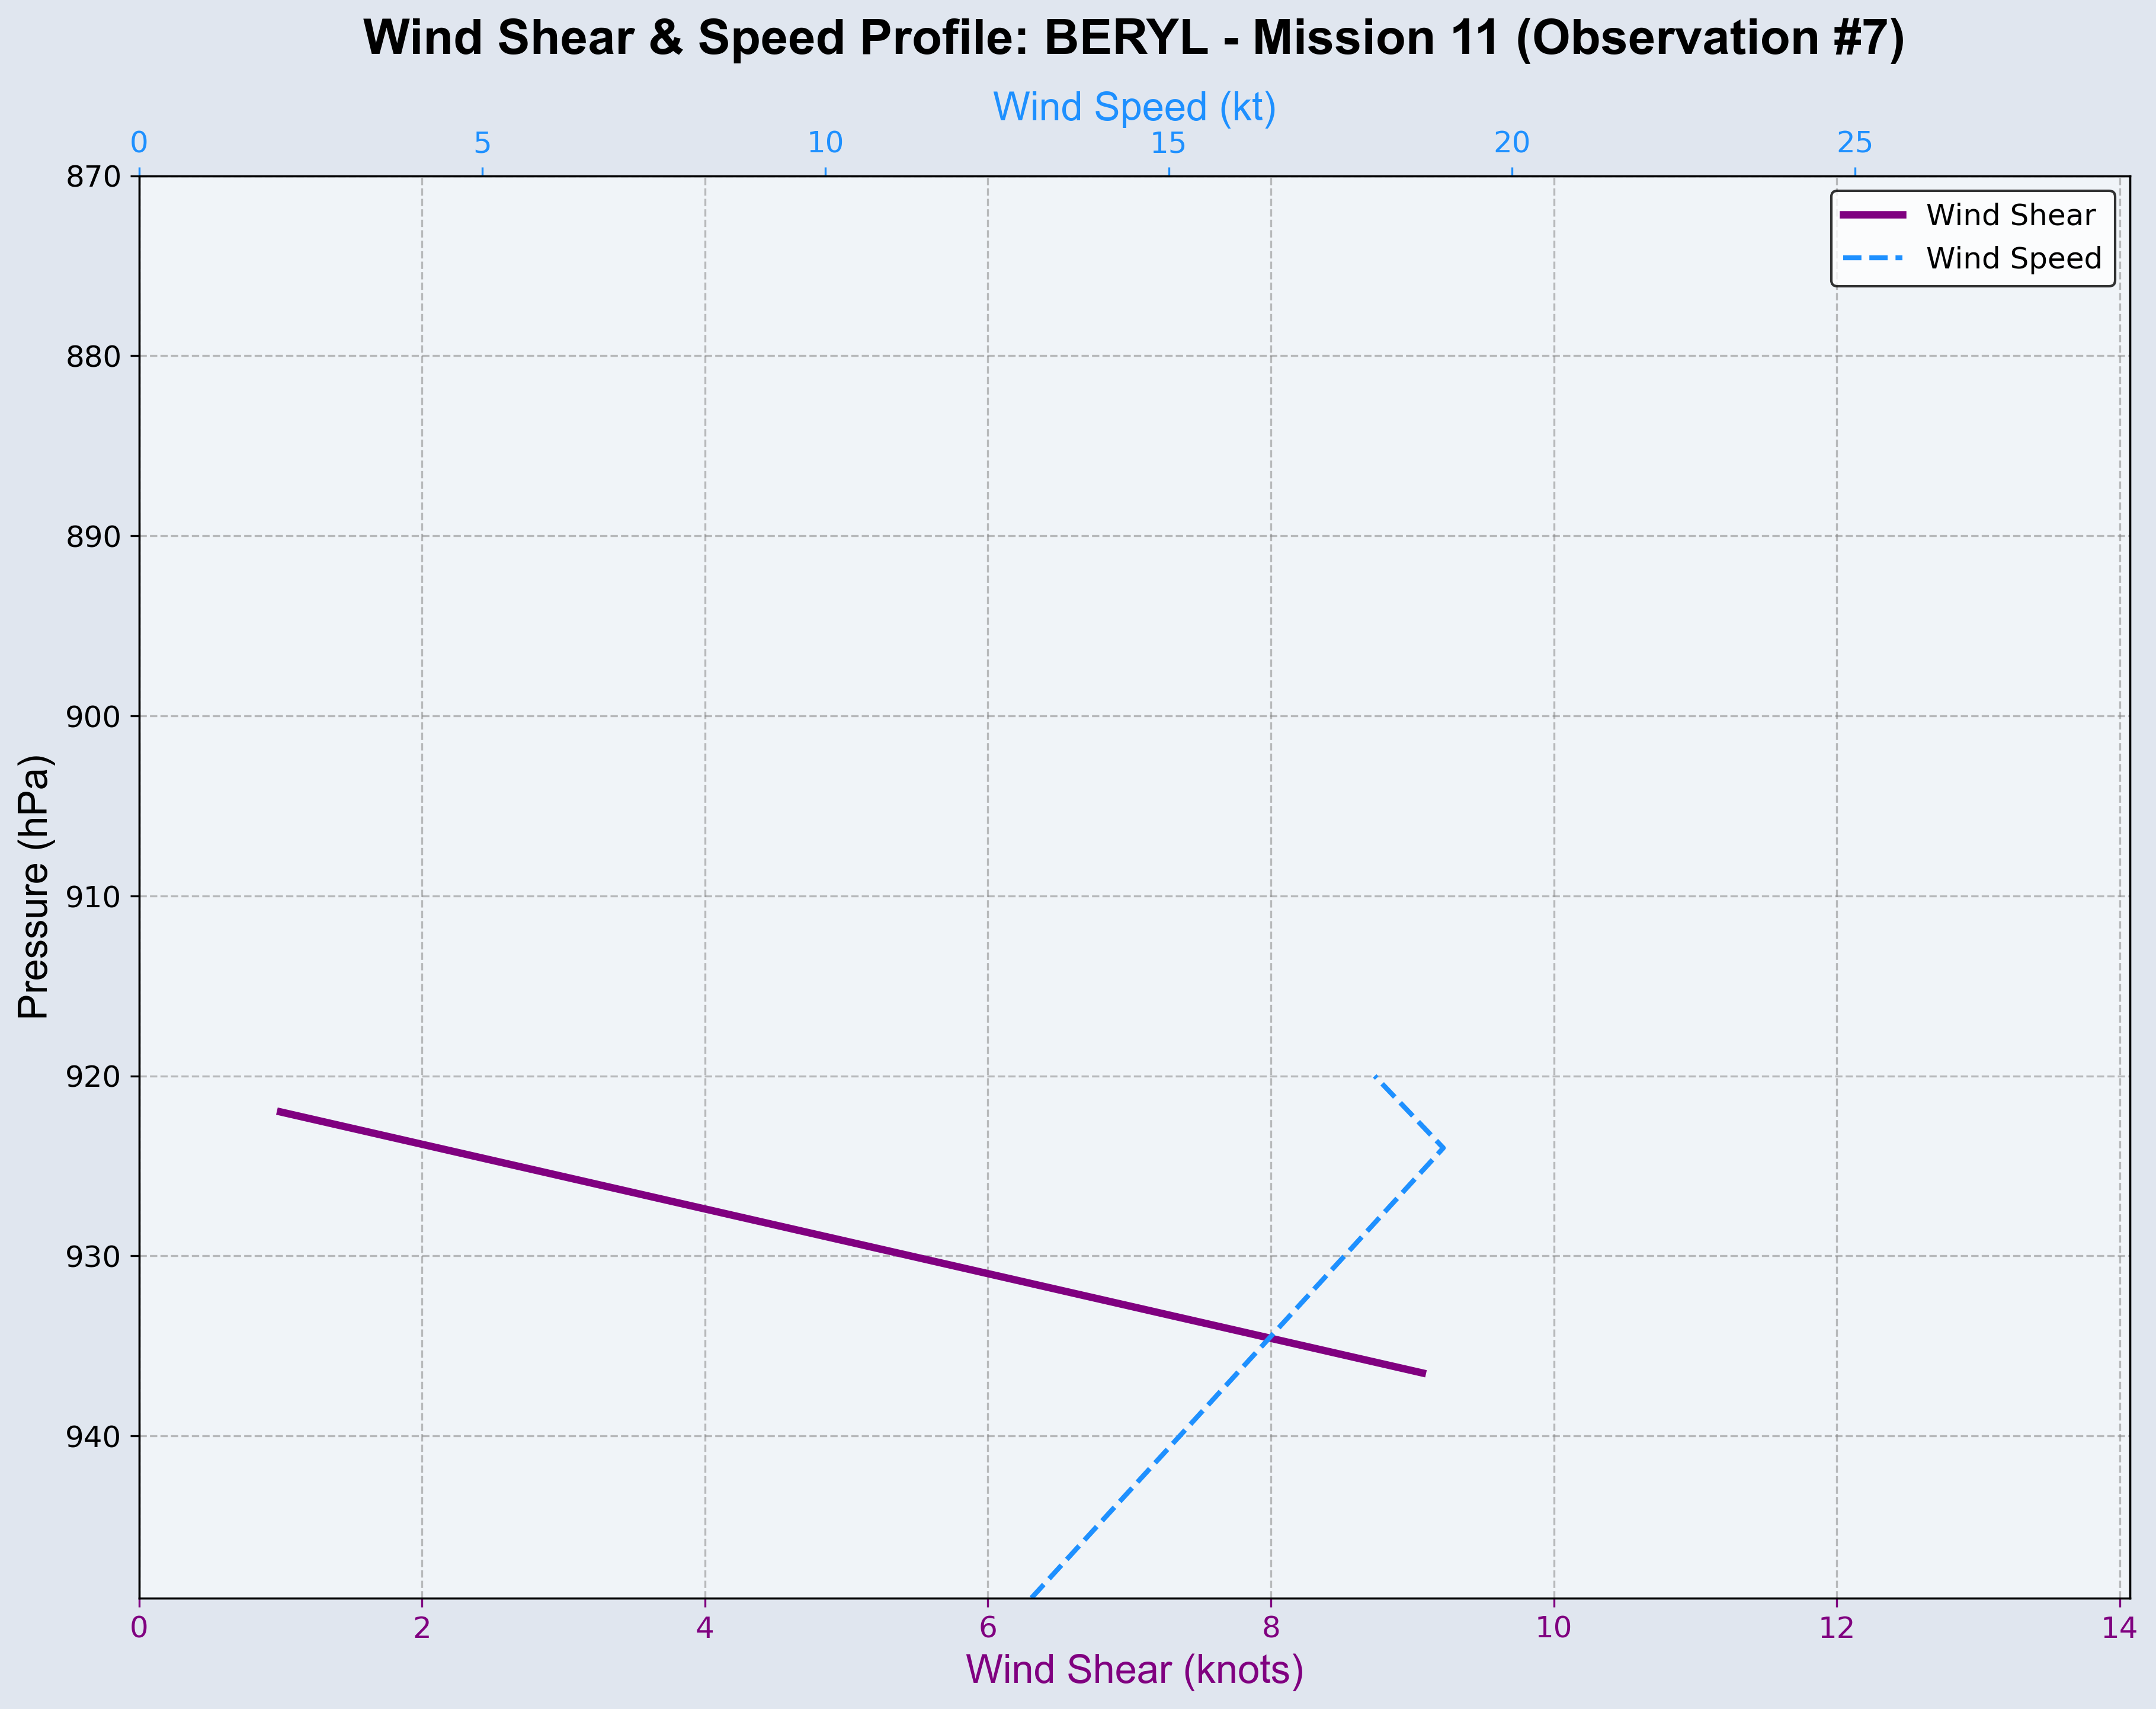 Wind Shear & Speed Profile: BERYL - Mission 11 (Observation #7)
Wind Speed (kt)
0 5 10 15 20 25
Wind Shear
Wind Speed
Pressure (hPa)
870
880
890
900
910
920
930
940
0 2 4 6 8 10 12 14
Wind Shear (knots)